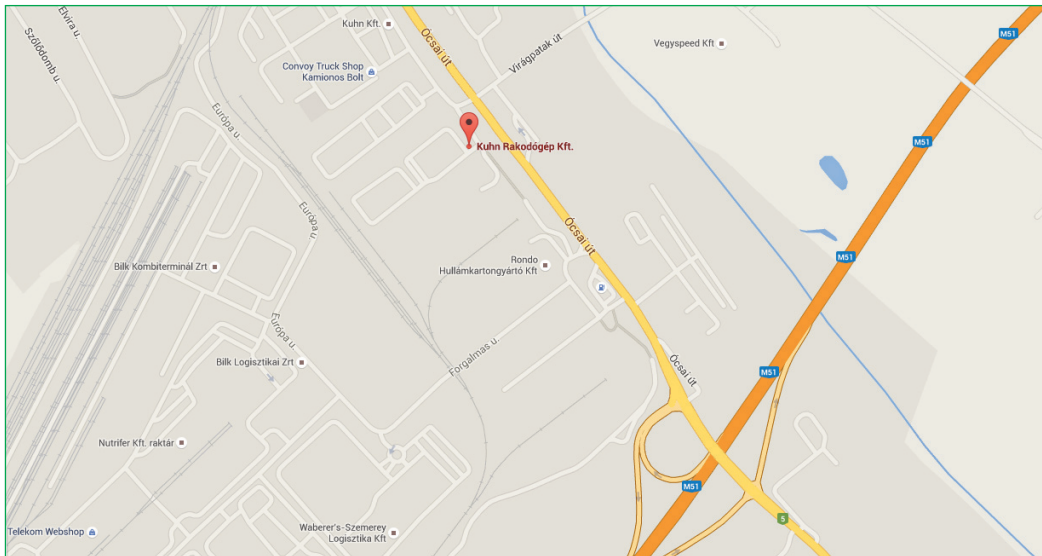 Elvira u.
Szőlődomb u.
Kuhn Kft.
Ócsai út
Virágpatak út
Vegyspeed Kft
M51
Convoy Truck Shop
Kamionos Bolt
Európa u.
Kuhn Rakodógép Kft.
M51
M51
Európa u.
Ócsai út
Rondo
Hullámkartongyártó Kft
Bilk Kombiterminál Zrt
M51
Európa u.
Bilk Logisztikai Zrt
Forgalmas u.
Ócsai út
M51
Nutrifer Kft. raktár
M51
5
Telekom Webshop
Waberer's-Szemerey
Logisztika Kft